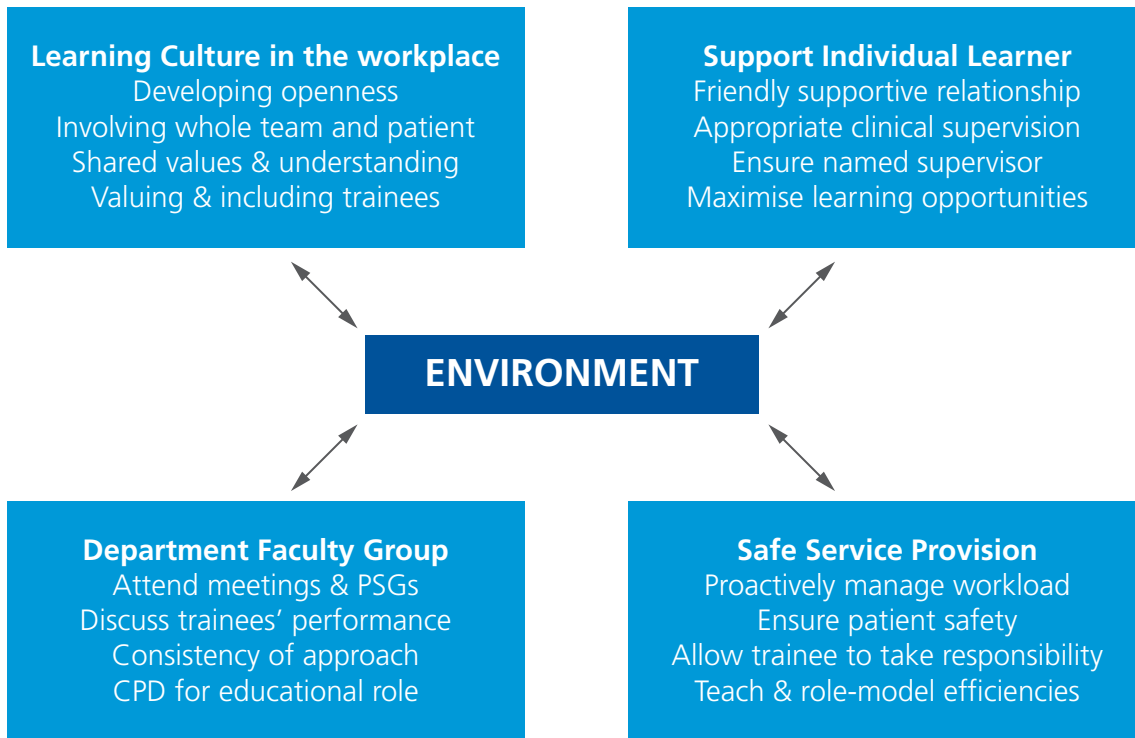 Learning Culture in the workplace
Developing openness
Involving whole team and patient
Shared values & understanding
Valuing & including trainees
Support Individual Learner
Friendly supportive relationship
Appropriate clinical supervision
Ensure named supervisor
Maximise learning opportunities
ENVIRONMENT
Department Faculty Group
Attend meetings & PSGs
Discuss trainees’ performance
Consistency of approach
CPD for educational role
Safe Service Provision
Proactively manage workload
Ensure patient safety
Allow trainee to take responsibility
Teach & role-model efficiencies